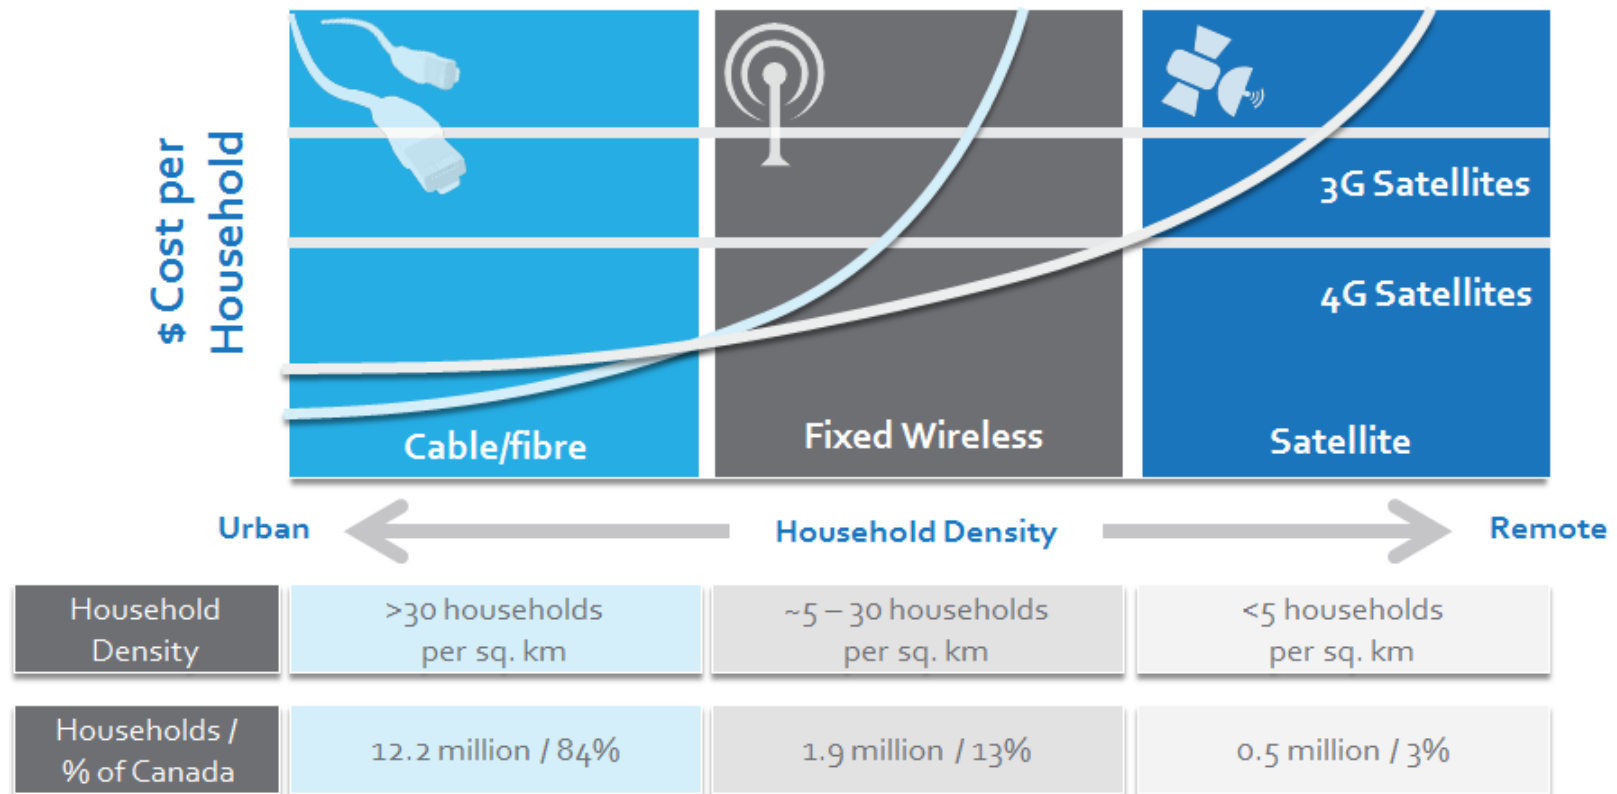 $ Cost per
Household
3G Satellites
4G Satellites
Cable/fibre
Fixed Wireless
Satellite
Urban
Household Density
Remote
Household
Density
>30 households
per sq. km
~5 – 30 households
per sq. km
<5 households
per sq. km
Households /
% of Canada
12.2 million / 84%
1.9 million / 13%
0.5 million / 3%